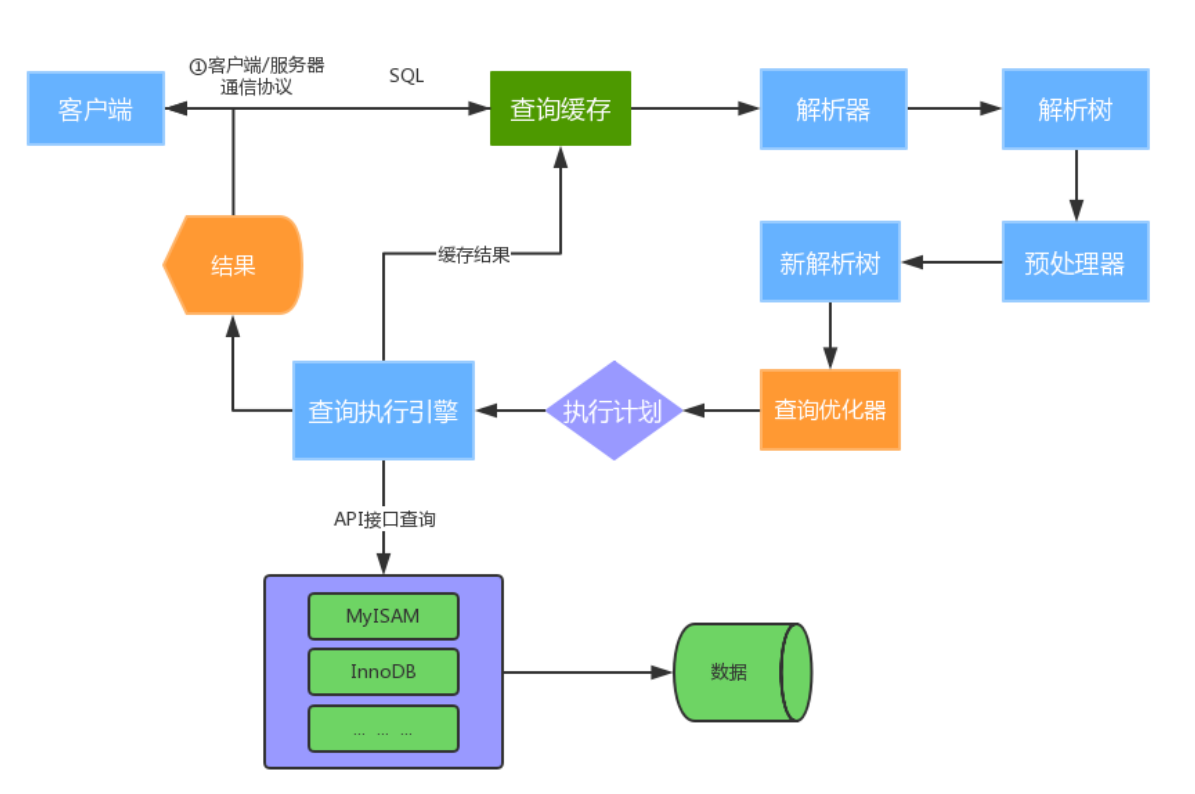 ①客户端/服务器
通信协议
SQL
客户端
查询缓存
解析器
解析树
缓存结果
结果
新解析树
预处理器
查询执行引擎
执行计划
查询优化器
API接口查询
MyISAM
InnoDB
数据
... ... ...